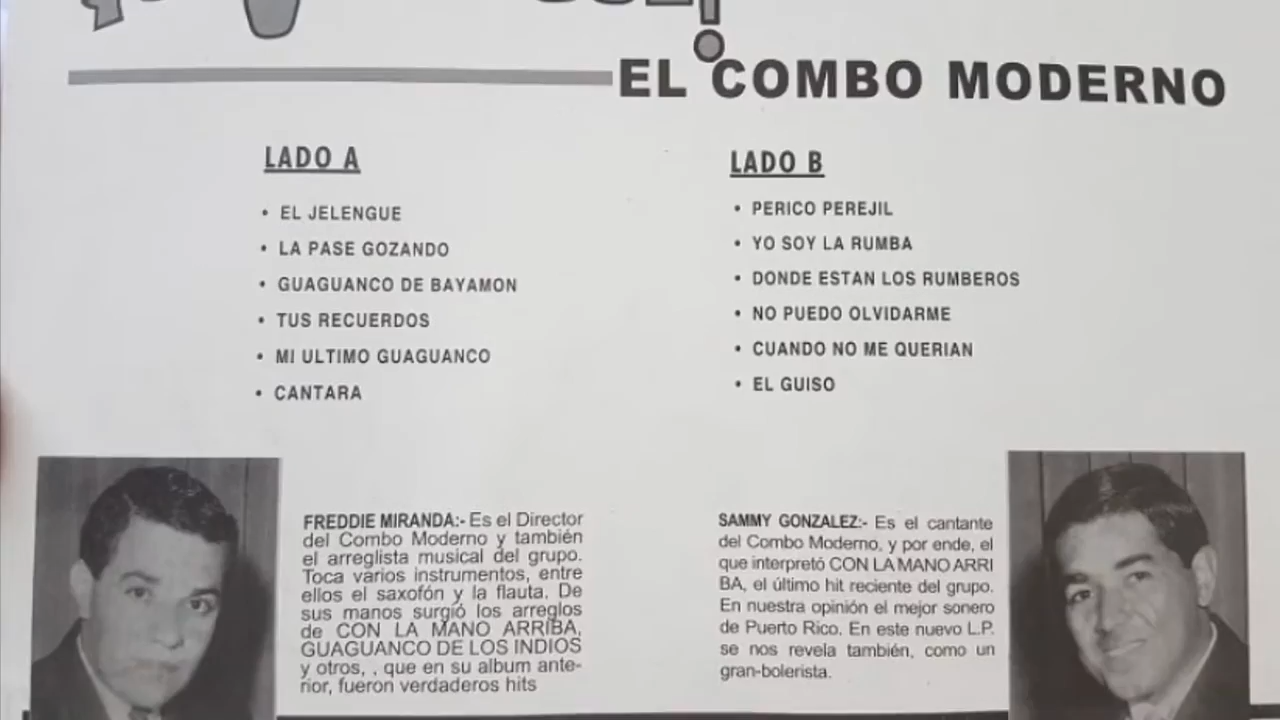 EL COMBO MODERNO
LADO A
• EL JELENGUE
• LA PASE GOZANDO
• GUAGUANCO DE BAYAMON
• TUS RECUERDOS
• MI ULTIMO GUAGUANCO
• CANTARA
LADO B
• PERICO PEREJIL
• YO SOY LA RUMBA
• DONDE ESTAN LOS RUMBEROS
• NO PUEDO OLVIDARME
• CUANDO NO ME QUERIAN
• EL GUISO
FREDDIE MIRANDA:- Es el Director
del Combo Moderno y también
el arreglista musical del grupo.
Toca varios instrumentos, entre
ellos el saxofón y la flauta. De
sus manos surgió los arreglos
de CON LA MANO ARRIBA,
GUAGUANCO DE LOS INDIOS
y otros, , que en su album ante-
rior, fueron verdaderos hits
SAMMY GONZALEZ:- Es el cantante
del Combo Moderno, y por ende, el
que interpretó CON LA MANO ARRI
BA, el último hit reciente del grupo.
En nuestra opinión el mejor sonero
de Puerto Rico. En este nuevo L.P.
se nos revela también, como un
gran-bolerista.